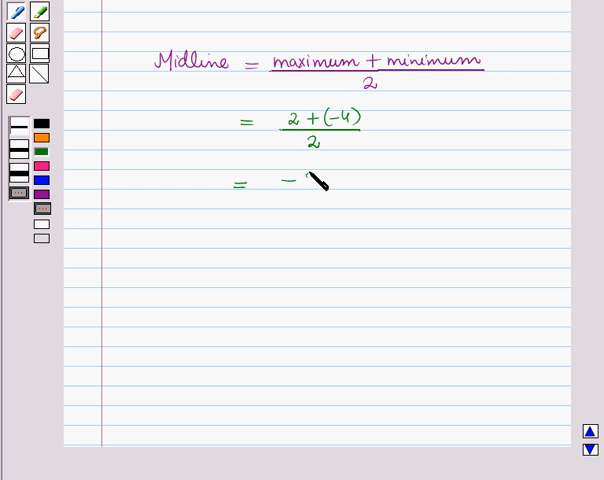 Midline = maximum + minimum / 2
= 2 + (-4) / 2
= -